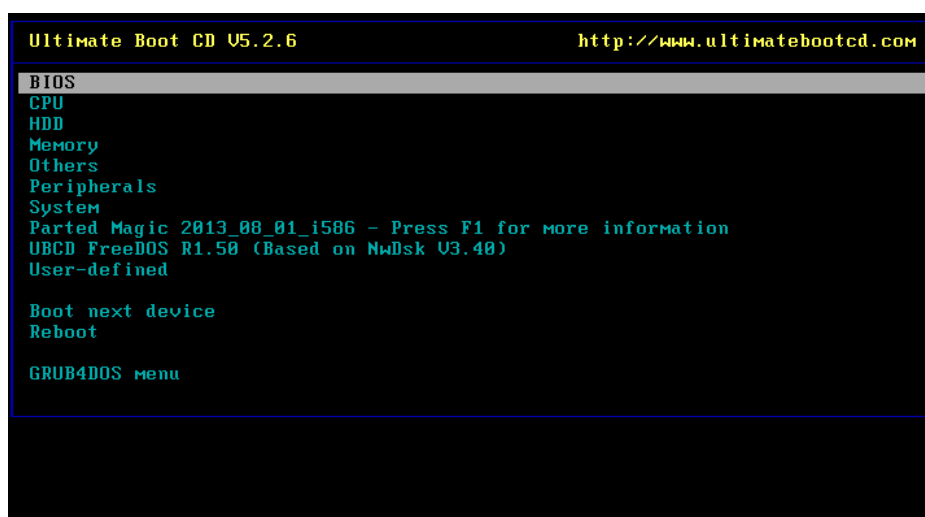 Ultimate Boot CD V5.2.6 http://www.ultimatebootcd.com
BIOS
CPU
HDD
Memory
Others
Peripherals
System
Parted Magic 2013_08_01_i586 - Press F1 for more information
UBCD FreeDOS R1.50 (Based on NwDsk V3.40)
User-defined
Boot next device
Reboot
GRUB4DOS menu